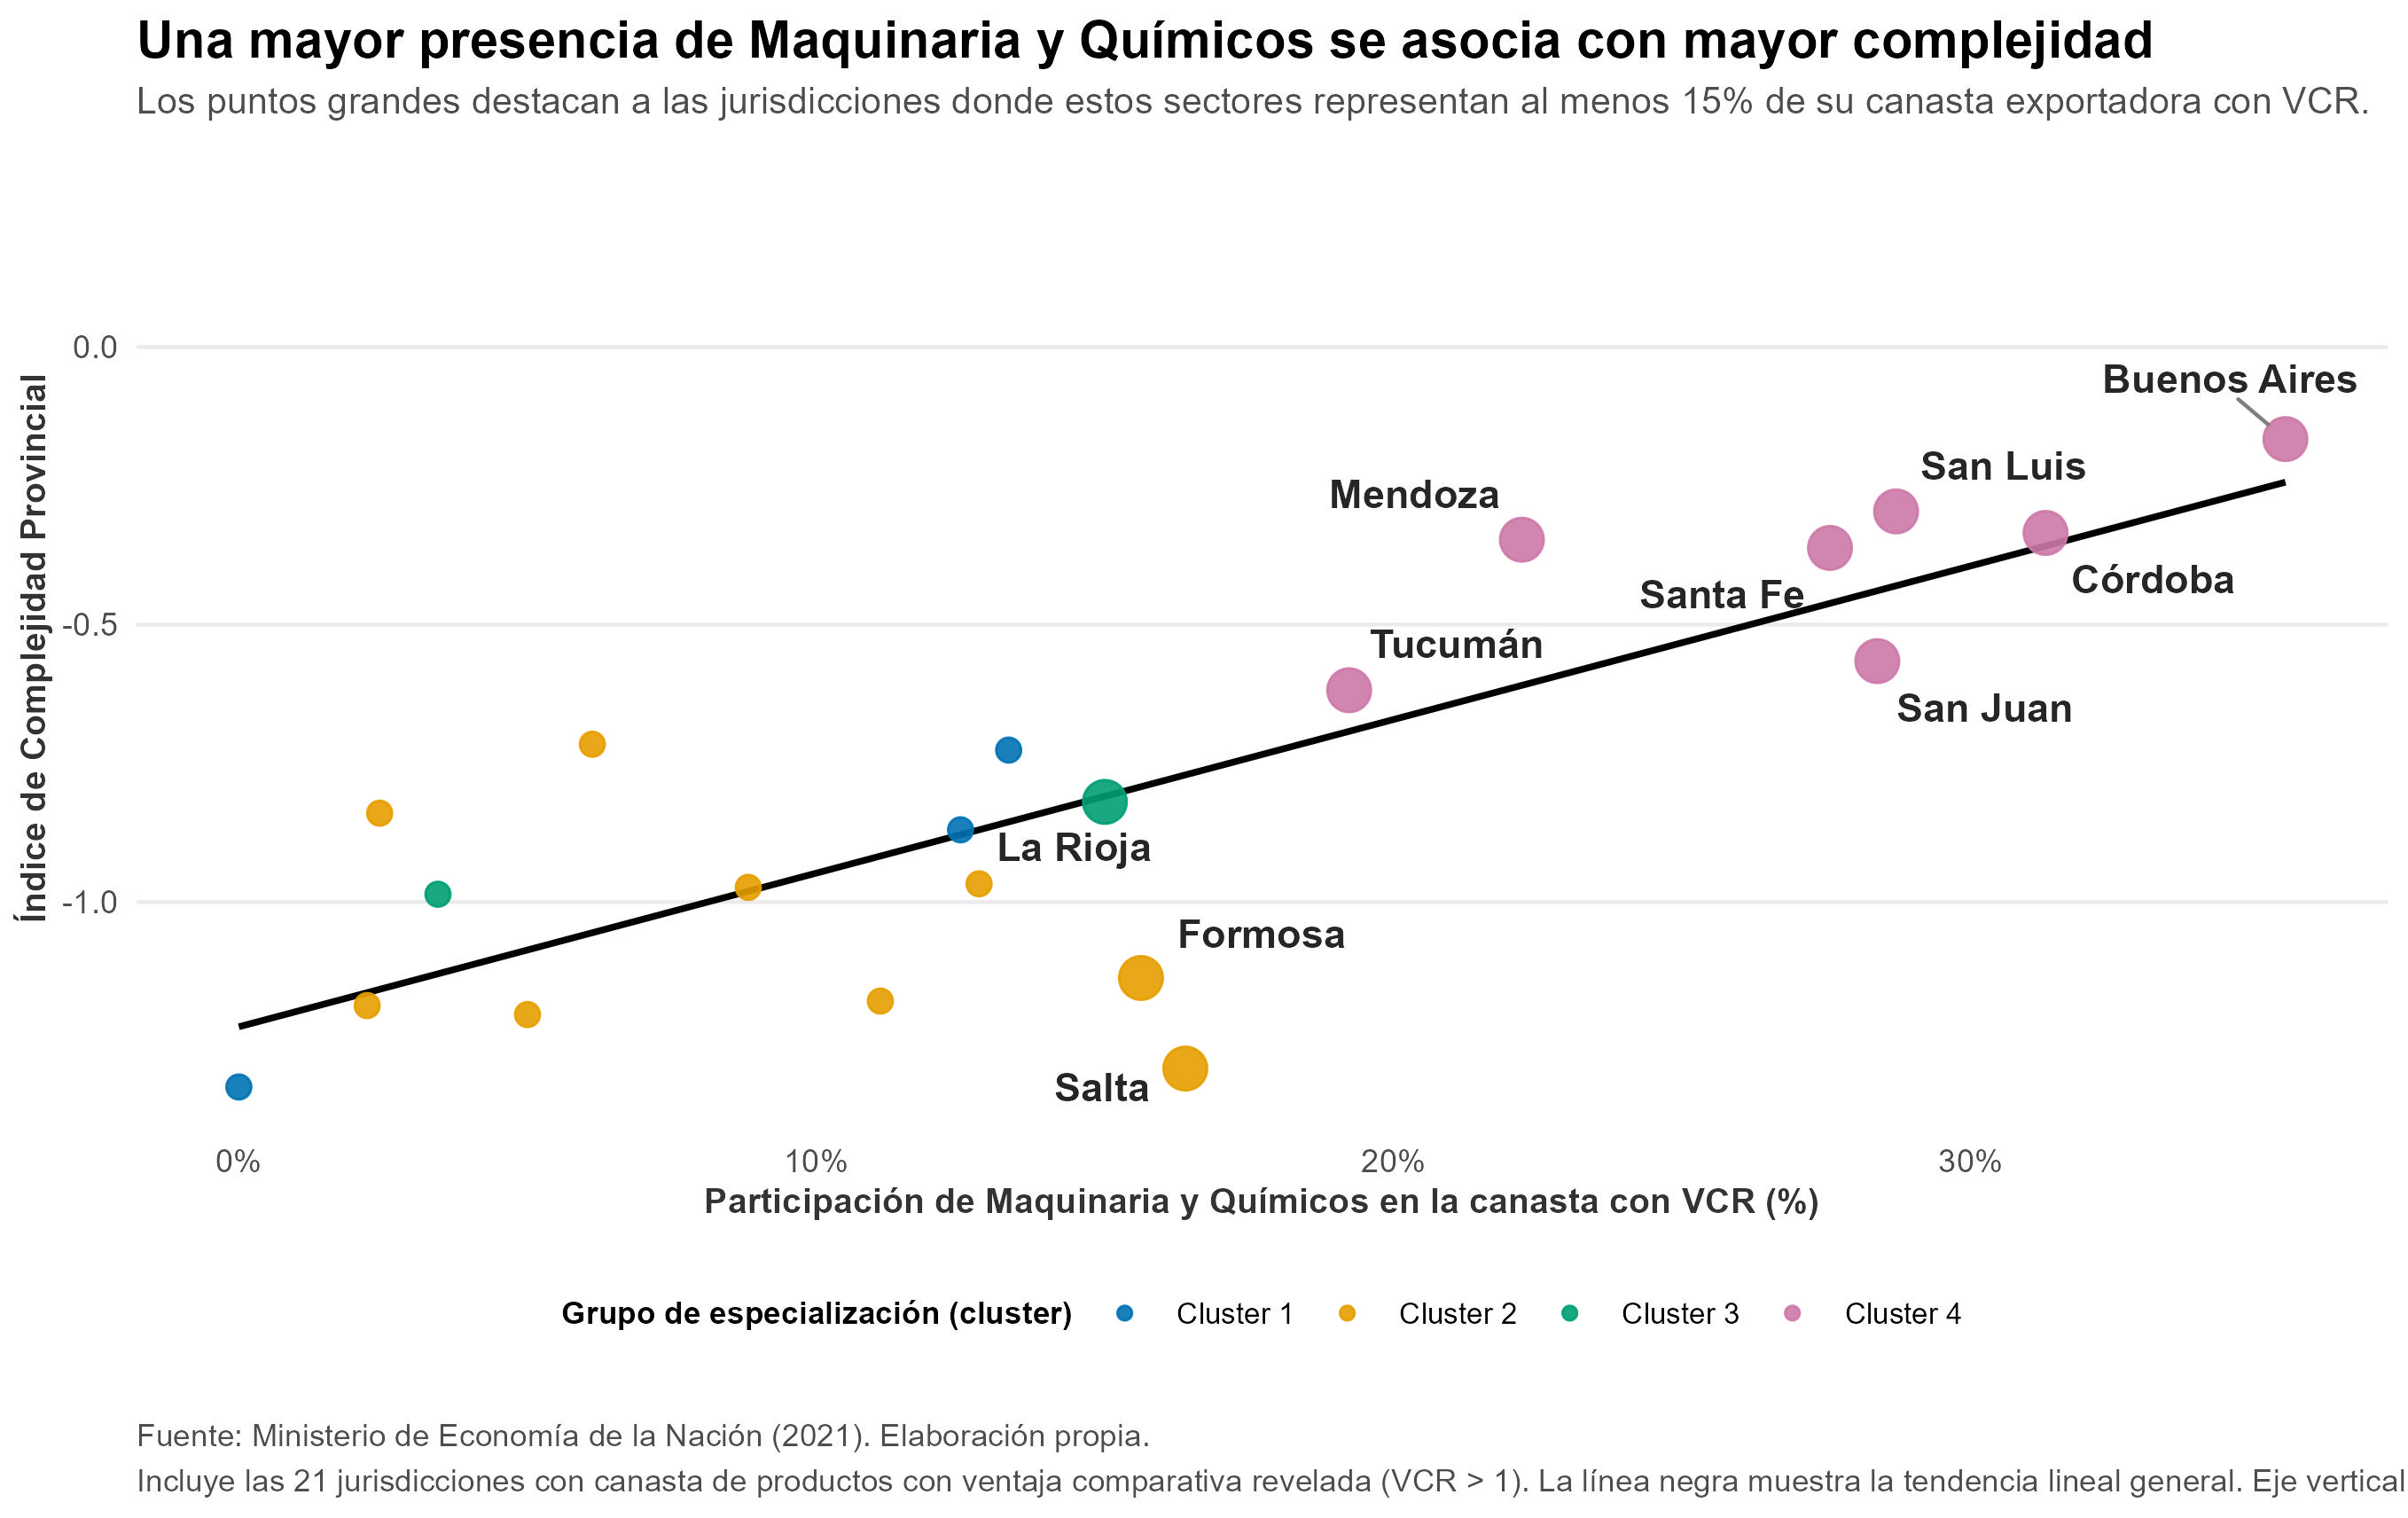 Una mayor presencia de Maquinaria y Químicos se asocia con mayor complejidad
Los puntos grandes destacan a las jurisdicciones donde estos sectores representan al menos 15% de su canasta exportadora con VCR.
Índice de Complejidad Provincial
0.0
-0.5
-1.0
Buenos Aires
San Luis
Mendoza
Córdoba
Santa Fe
Tucumán
San Juan
La Rioja
Formosa
Salta
0%
10%
20%
30%
Participación de Maquinaria y Químicos en la canasta con VCR (%)
Grupo de especialización (cluster)
Cluster 1
Cluster 2
Cluster 3
Cluster 4
Fuente: Ministerio de Economía de la Nación (2021). Elaboración propia.
Incluye las 21 jurisdicciones con canasta de productos con ventaja comparativa revelada (VCR > 1). La línea negra muestra la tendencia lineal general. Eje vertical